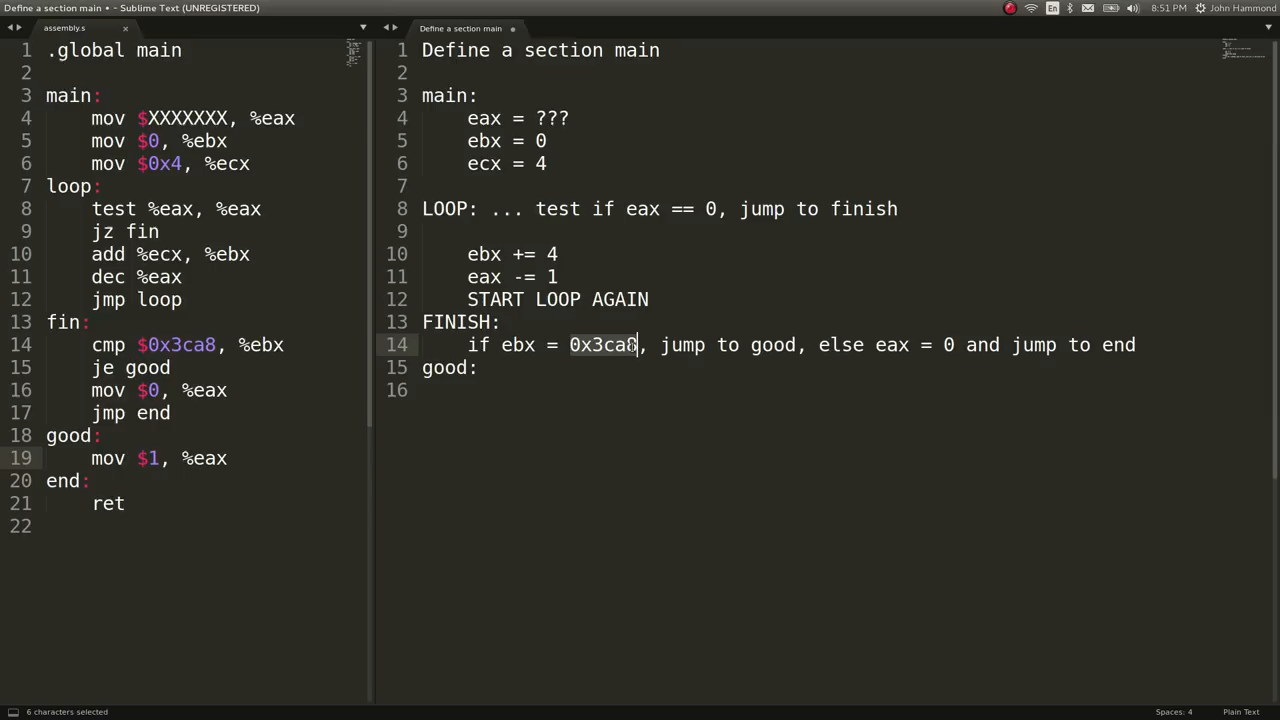 Define a section main • - Sublime Text (UNREGISTERED)
En
8:51 PM
John Hammond
assembly.s
×
Define a section main
1 .global main
2
3 main:
4 mov $XXXXXXX, %eax
5 mov $0, %ebx
6 mov $0x4, %ecx
7 loop:
8 test %eax, %eax
9 jz fin
10 add %ecx, %ebx
11 dec %eax
12 jmp loop
13 fin:
14 cmp $0x3ca8, %ebx
15 je good
16 mov $0, %eax
17 jmp end
18 good:
19 mov $1, %eax
20 end:
21 ret
22
1 Define a section main
2
3 main:
4 eax = ???
5 ebx = 0
6 ecx = 4
7
8 LOOP: ... test if eax == 0, jump to finish
9
10 ebx += 4
11 eax -= 1
12 START LOOP AGAIN
13 FINISH:
14 if ebx = 0x3ca8, jump to good, else eax = 0 and jump to end
15 good:
16
6 characters selected
Spaces: 4
Plain Text